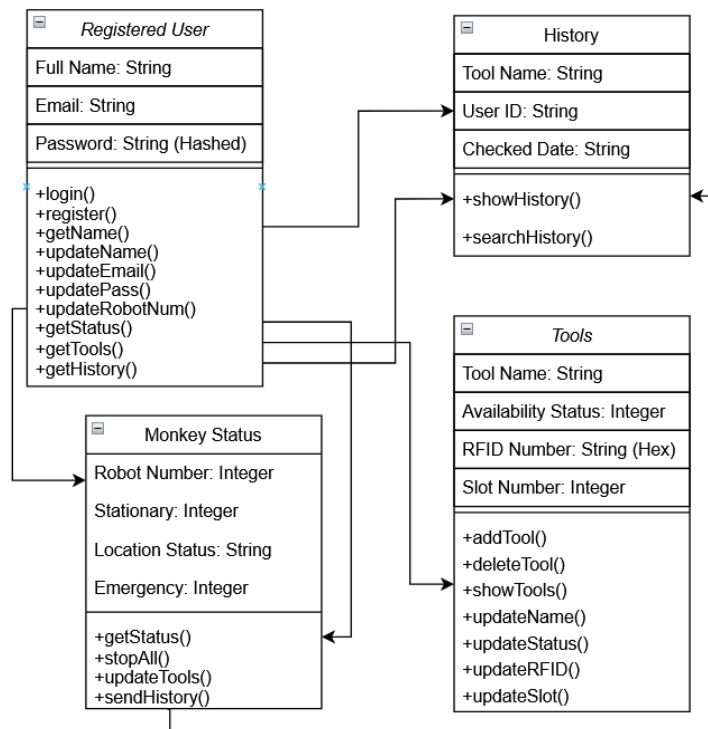 Registered User
Full Name: String
Email: String
Password: String (Hashed)
+login()
+register()
+getName()
+updateName()
+updateEmail()
+updatePass()
+updateRobotNum()
+getStatus()
+getTools()
+getHistory()
History
Tool Name: String
User ID: String
Checked Date: String
+showHistory()
+searchHistory()
Monkey Status
Robot Number: Integer
Stationary: Integer
Location Status: String
Emergency: Integer
+getStatus()
+stopAll()
+updateTools()
+sendHistory()
Tools
Tool Name: String
Availability Status: Integer
RFID Number: String (Hex)
Slot Number: Integer
+addTool()
+deleteTool()
+showTools()
+updateName()
+updateStatus()
+updateRFID()
+updateSlot()